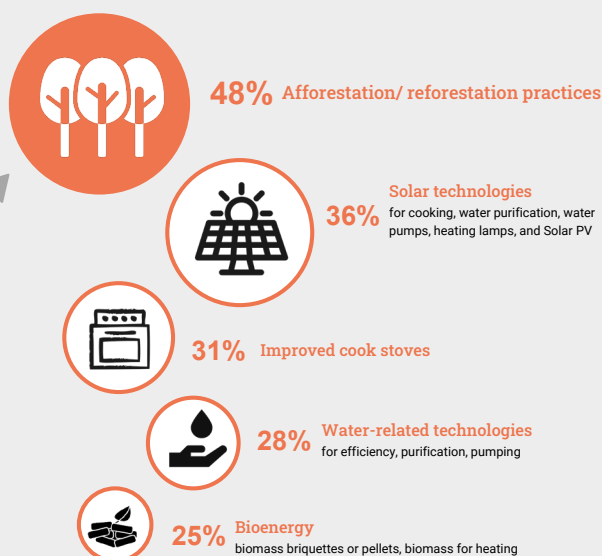 48% Afforestation/ reforestation practices
Solar technologies
36% for cooking, water purification, water
pumps, heating lamps, and Solar PV
31% Improved cook stoves
Water-related technologies
28% for efficiency, purification, pumping
Bioenergy
25% biomass briquettes or pellets, biomass for heating